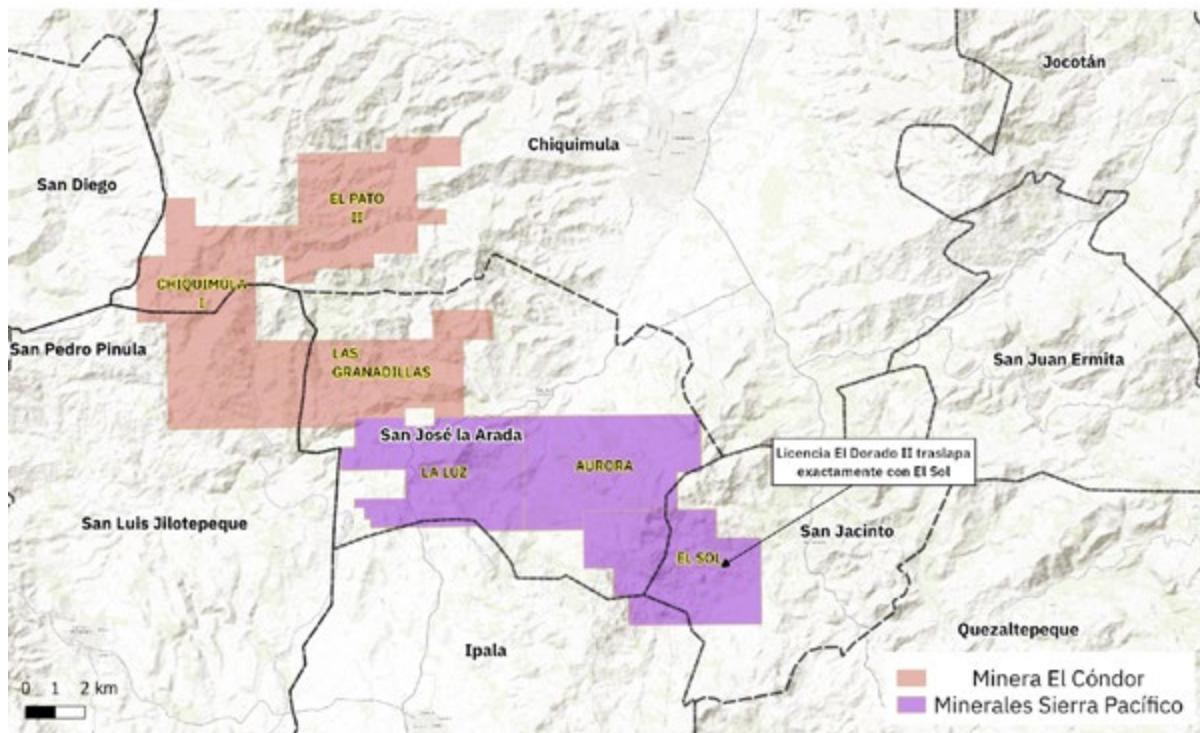 Jocotán
Chiquimula
San Diego
EL PATO
II
CHIQUIMULA
I
San Pedro Pinula
LAS
GRANADILLAS
San Juan Ermita
San José la Arada
LA LUZ
AURORA
Licencia El Dorado II traslapa
exactamente con El Sol
San Luis Jilotepeque
San Jacinto
EL SOL
Quezaltepeque
Ipala
0 1 2 km
Minera El Cóndor
Minerales Sierra Pacífico